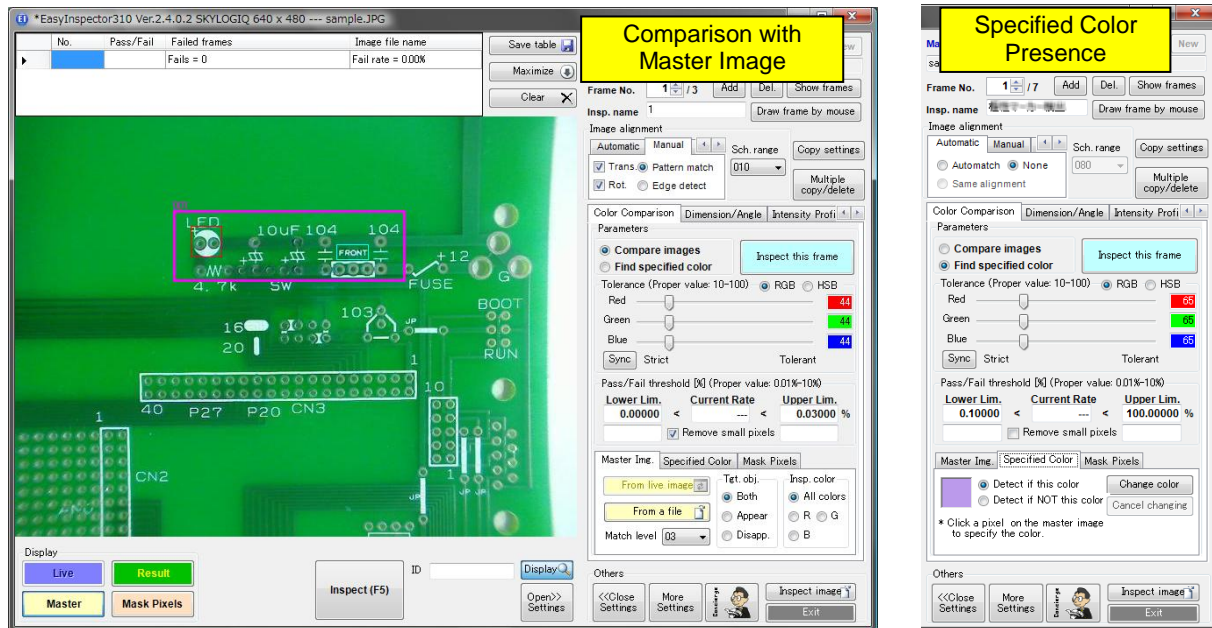 *EasyInspector310 Ver.2.4.0.2 SKYLOGIQ 640 x 480 --- sample.JPG
No. Pass/Fail Failed frames Image file name
Fails = 0 Fail rate = 0.00%
Save table
Maximize
Clear
LED
10uF 104 104
FRONT
+12
4.7k SW FUSE G
BOOT
103
16 JP
20 RUN
1
10
40 P27 P20 CN3
1
CN2
1
JP
JP JP
Display
Live Result
Master Mask Pixels
Inspect (F5)
ID
Display
Open>>
Settings
Comparison with
Master Image
Frame No. 1 / 3 Add Del. Show frames
Insp. name 1 Draw frame by mouse
Image alignment
Automatic Manual Sch. range Copy settings
Trans. Pattern match 010
Rot. Edge detect Multiple
copy/delete
Color Comparison Dimension/Angle Intensity Profi
Parameters
Compare images
Find specified color
Inspect this frame
Tolerance (Proper value: 10-100) RGB HSB
Red 44
Green 44
Blue 44
Sync Strict Tolerant
Pass/Fail threshold [%] (Proper value: 0.01%-10%)
Lower Lim. Current Rate Upper Lim.
0.00000 < --- < 0.03000 %
Remove small pixels
Master Img. Specified Color Mask Pixels
From live image
From a file
Match level 03
Tgt. obj.
Both
Appear
Disapp.
Insp. color
All colors
R G
B
Others
<<Close
Settings
More
Settings
Concierge
Inspect image
Exit
Specified Color
Presence
New
Frame No. 1 / 7 Add Del. Show frames
Insp. name Draw frame by mouse
Image alignment
Automatic Manual Sch. range Copy settings
Automatch None 080
Same alignment Multiple
copy/delete
Color Comparison Dimension/Angle Intensity Profi
Parameters
Compare images
Find specified color
Inspect this frame
Tolerance (Proper value: 10-100) RGB HSB
Red 65
Green 65
Blue 65
Sync Strict Tolerant
Pass/Fail threshold [%] (Proper value: 0.01%-10%)
Lower Lim. Current Rate Upper Lim.
0.10000 < --- < 100.00000 %
Remove small pixels
Master Img. Specified Color Mask Pixels
Detect if this color Change color
Detect if NOT this color Cancel changing
* Click a pixel on the master image
to specify the color.
Others
<<Close
Settings
More
Settings
Concierge
Inspect image
Exit